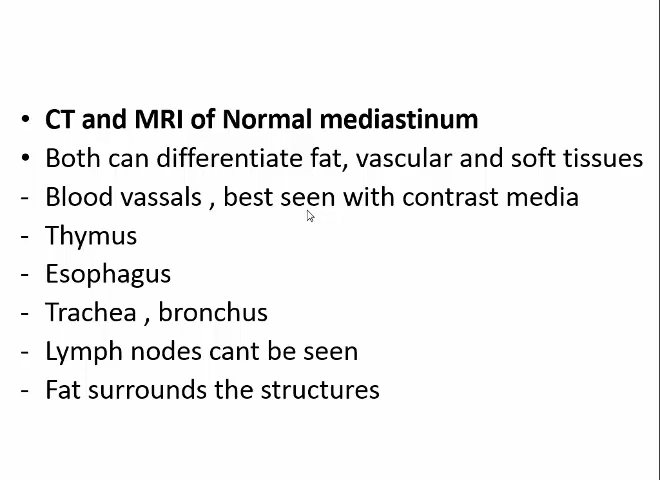 • CT and MRI of Normal mediastinum
• Both can differentiate fat, vascular and soft tissues
- Blood vassals , best seen with contrast media
- Thymus
- Esophagus
- Trachea , bronchus
- Lymph nodes cant be seen
- Fat surrounds the structures